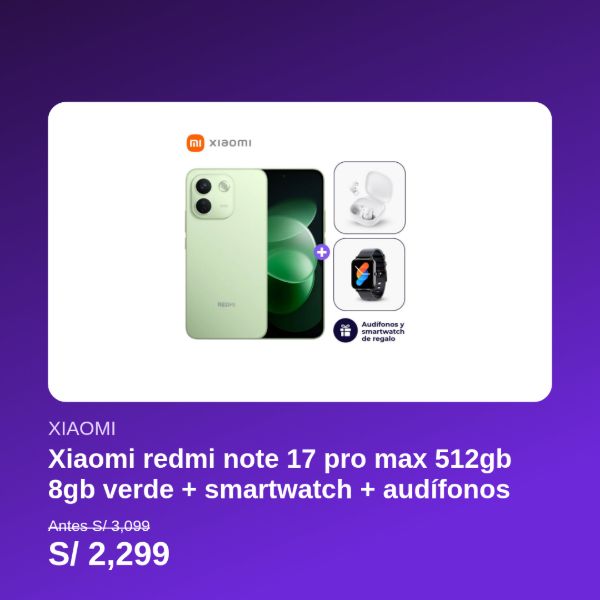 xiaomi
REDMI
Audífonos y
smartwatch
de regalo
XIAOMI
Xiaomi redmi note 17 pro max 512gb
8gb verde + smartwatch + audífonos
Antes S/ 3,099
S/ 2,299